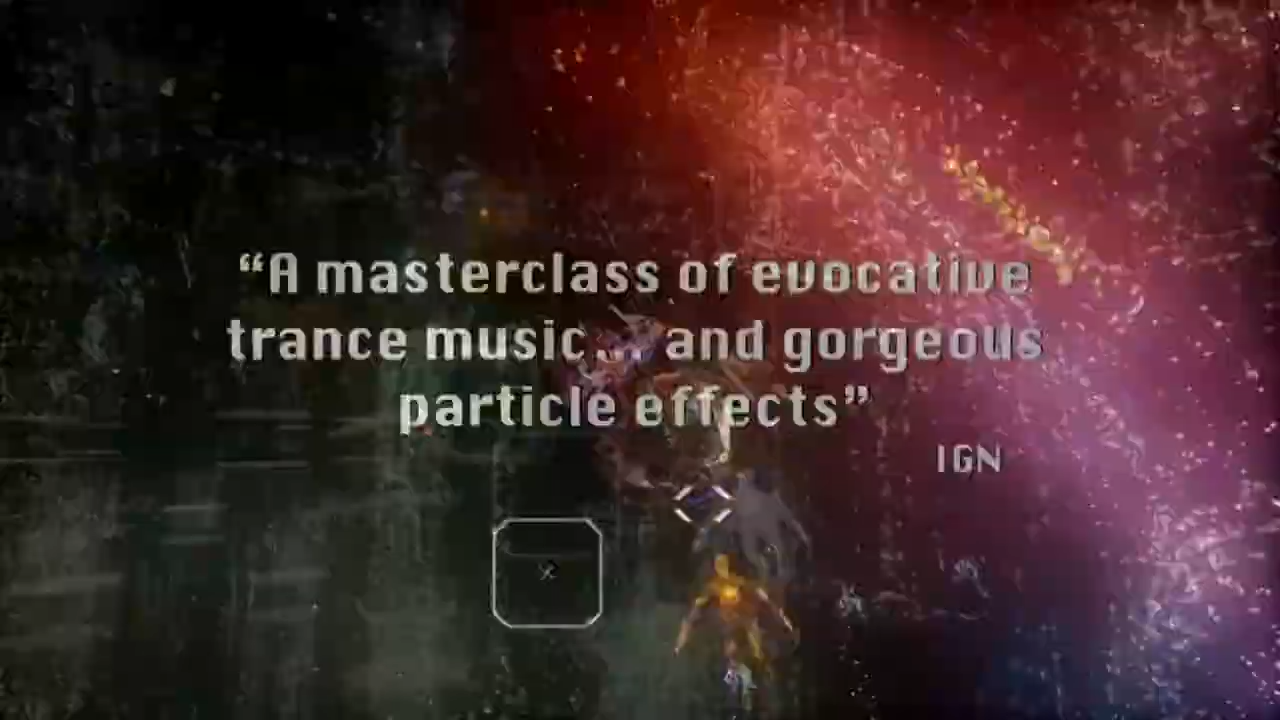 “A masterclass of evocative
trance music... and gorgeous
particle effects”
IGN